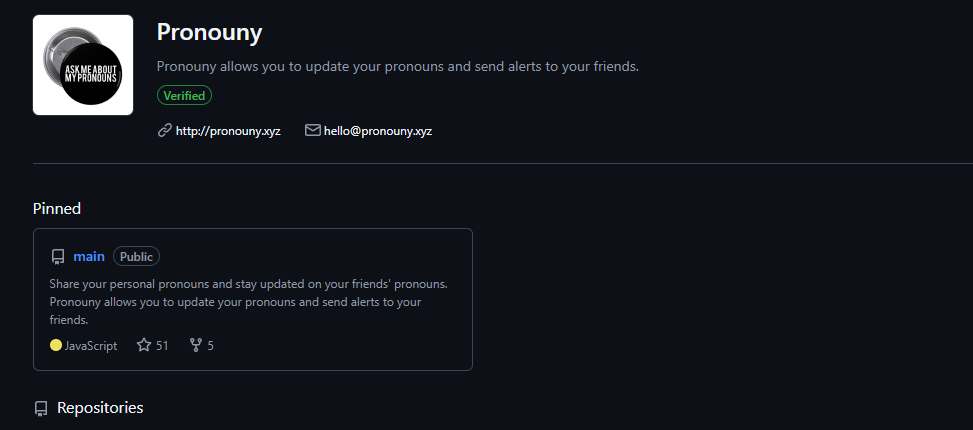 ASK ME ABOUT
MY PRONOUNS
Pronouny
Pronouny allows you to update your pronouns and send alerts to your friends.
Verified
http://pronouny.xyz hello@pronouny.xyz
Pinned
main Public
Share your personal pronouns and stay updated on your friends' pronouns.
Pronouny allows you to update your pronouns and send alerts to your
friends.
JavaScript 51 5
Repositories